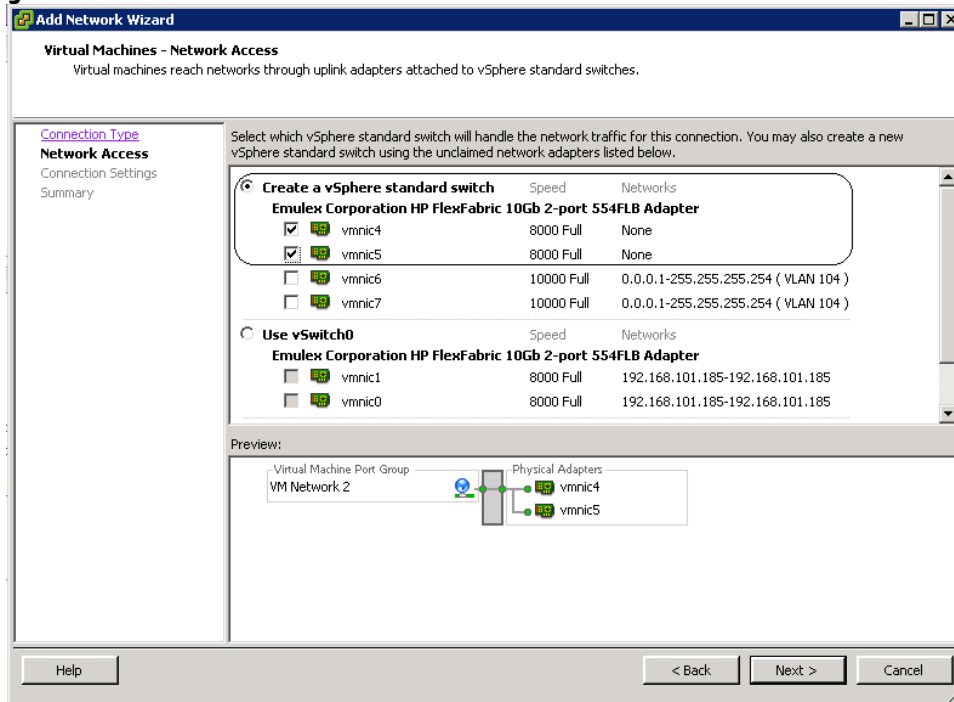 Add Network Wizard
Virtual Machines - Network Access
Virtual machines reach networks through uplink adapters attached to vSphere standard switches.
Connection Type
Network Access
Connection Settings
Summary
Select which vSphere standard switch will handle the network traffic for this connection. You may also create a new
vSphere standard switch using the unclaimed network adapters listed below.
Create a vSphere standard switch Speed Networks
Emulex Corporation HP FlexFabric 10Gb 2-port 554FLB Adapter
vmnic4 8000 Full None
vmnic5 8000 Full None
vmnic6 10000 Full 0.0.0.1-255.255.255.254 ( VLAN 104 )
vmnic7 10000 Full 0.0.0.1-255.255.255.254 ( VLAN 104 )
Use vSwitch0 Speed Networks
Emulex Corporation HP FlexFabric 10Gb 2-port 554FLB Adapter
vmnic1 8000 Full 192.168.101.185-192.168.101.185
vmnic0 8000 Full 192.168.101.185-192.168.101.185
Preview:
Virtual Machine Port Group Physical Adapters
VM Network 2 vmnic4
vmnic5
Help < Back Next > Cancel